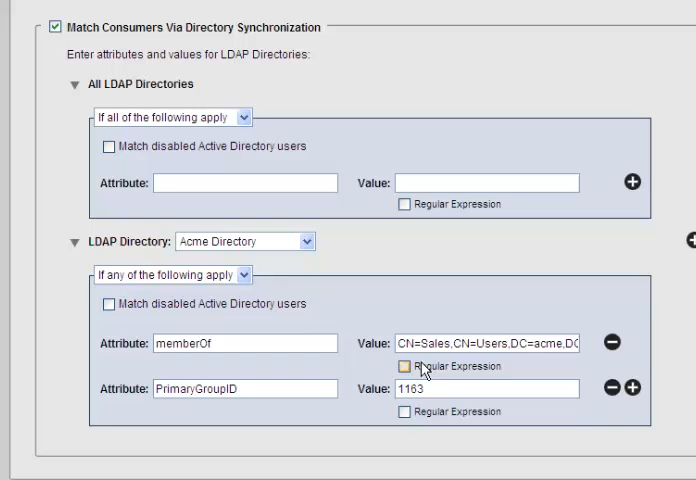 Match Consumers Via Directory Synchronization
Enter attributes and values for LDAP Directories:
All LDAP Directories
If all of the following apply
Match disabled Active Directory users
Attribute: Value:
Regular Expression
LDAP Directory: Acme Directory
If any of the following apply
Match disabled Active Directory users
Attribute: memberOf Value: CN=Sales,CN=Users,DC=acme,DC
Regular Expression
Attribute: PrimaryGroupID Value: 1163
Regular Expression